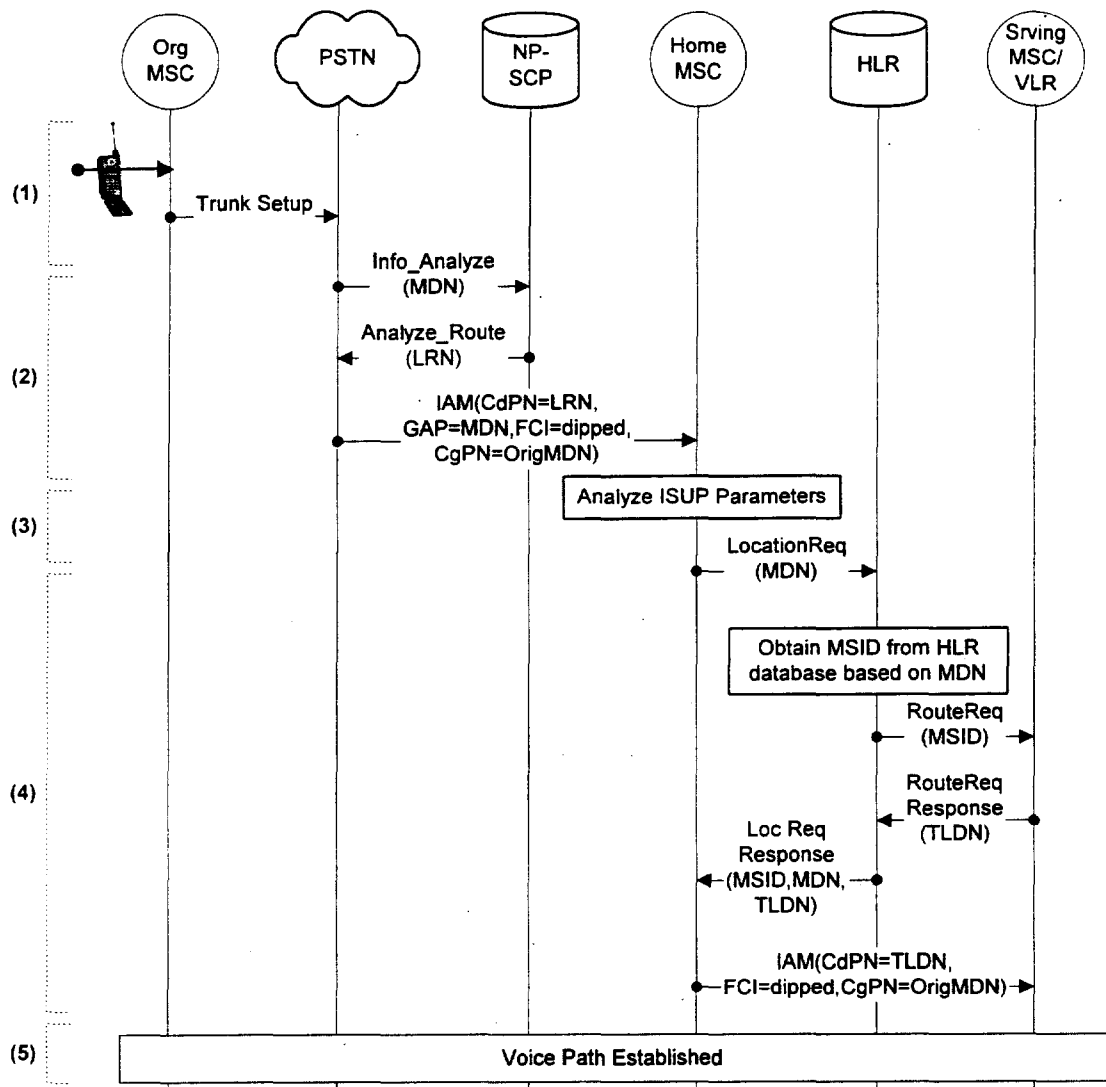 Org
MSC
PSTN
NP-
SCP
Home
MSC
HLR
Srving
MSC/
VLR
(1)
Trunk Setup
Info_Analyze
(MDN)
Analyze_Route
(LRN)
(2)
IAM(CdPN=LRN,
GAP=MDN,FCI=dipped,
CgPN=OrigMDN)
Analyze ISUP Parameters
(3)
LocationReq
(MDN)
Obtain MSID from HLR
database based on MDN
RouteReq
(MSID)
(4)
RouteReq
Response
(TLDN)
Loc Req
Response
(MSID,MDN,
TLDN)
IAM(CdPN=TLDN,
FCI=dipped,CgPN=OrigMDN)
(5)
Voice Path Established